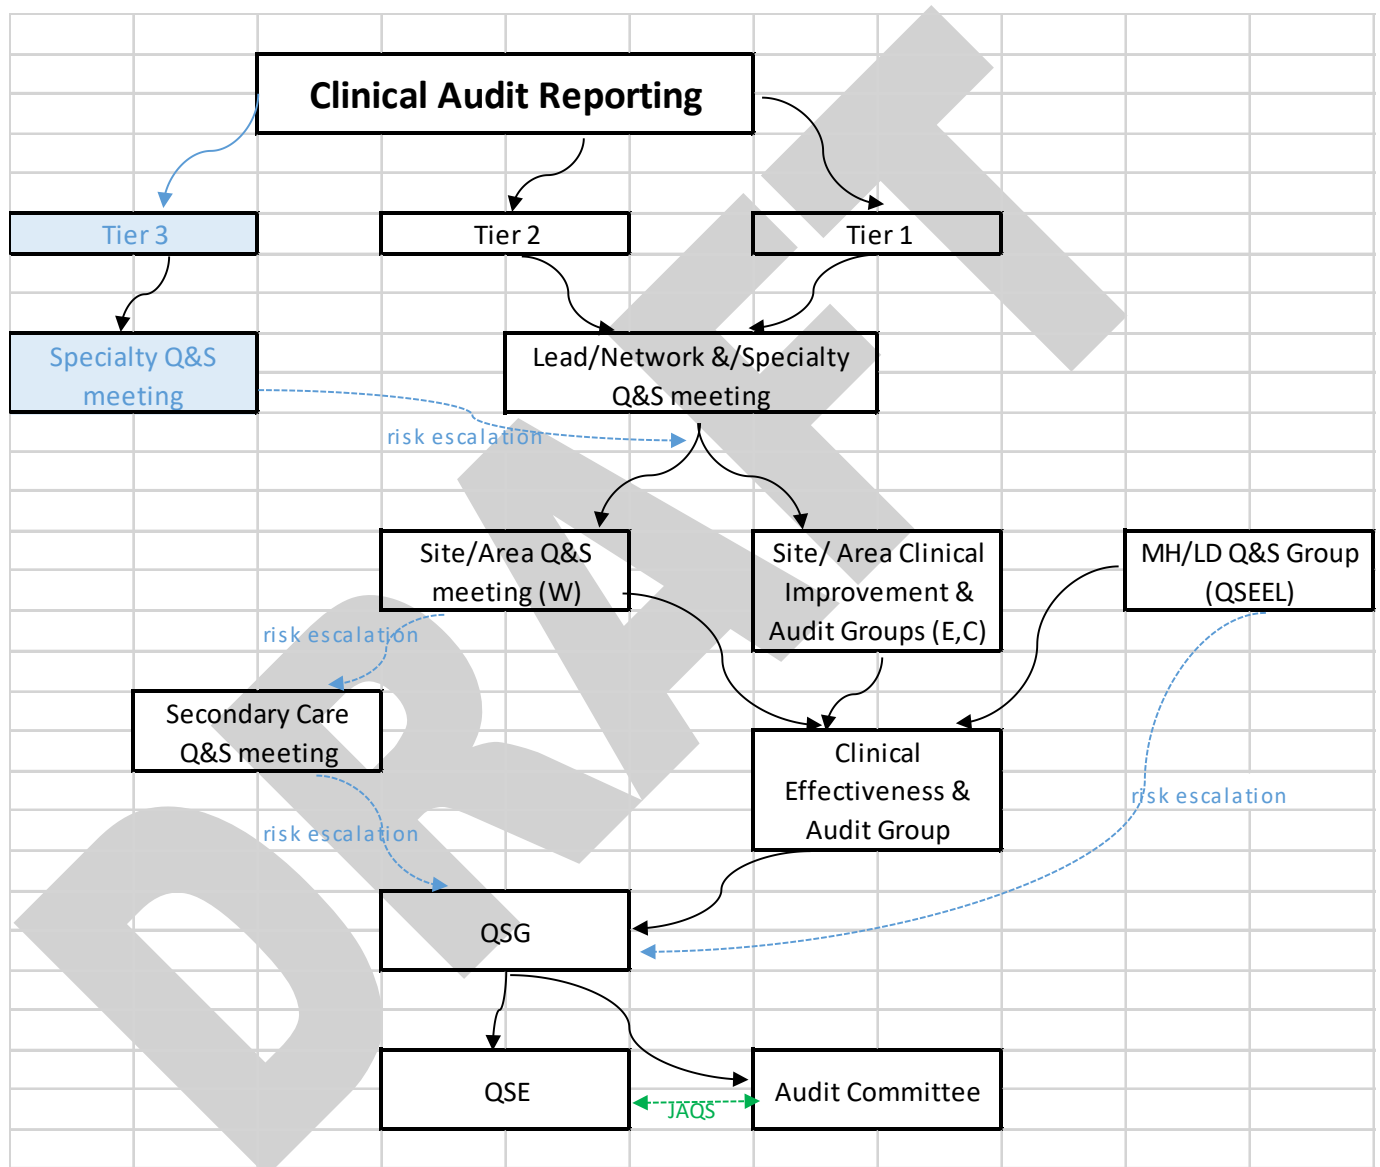 Clinical Audit Reporting
Tier 3
Tier 2
Tier 1
Specialty Q&S
meeting
Lead/Network &/Specialty
Q&S meeting
risk escalation
Site/Area Q&S
meeting (W)
Site/ Area Clinical
Improvement &
Audit Groups (E,C)
MH/LD Q&S Group
(QSEEL)
risk escalation
Secondary Care
Q&S meeting
Clinical
Effectiveness &
Audit Group
risk escalation
risk escalation
QSG
QSE
JAQS
Audit Committee
DRAFT